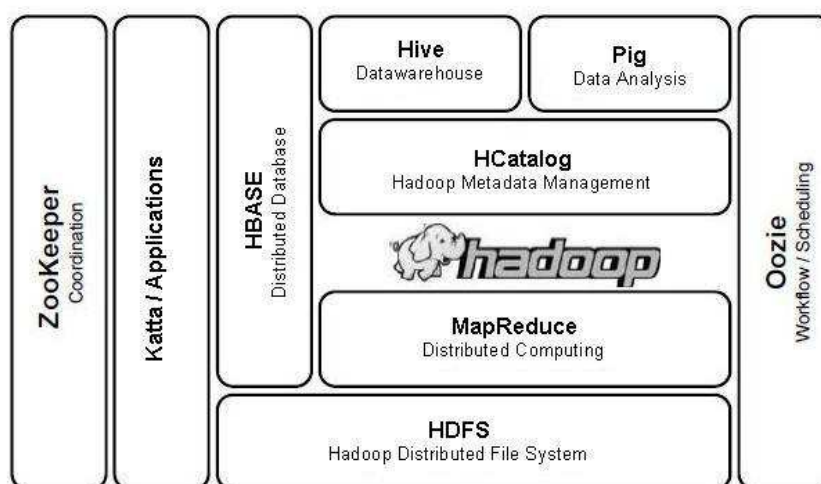 ZooKeeper
Coordination
Katta / Applications
HBASE
Distributed Database
Hive
Datawarehouse
Pig
Data Analysis
HCatalog
Hadoop Metadata Management
hadoop
MapReduce
Distributed Computing
HDFS
Hadoop Distributed File System
Oozie
Workflow / Scheduling